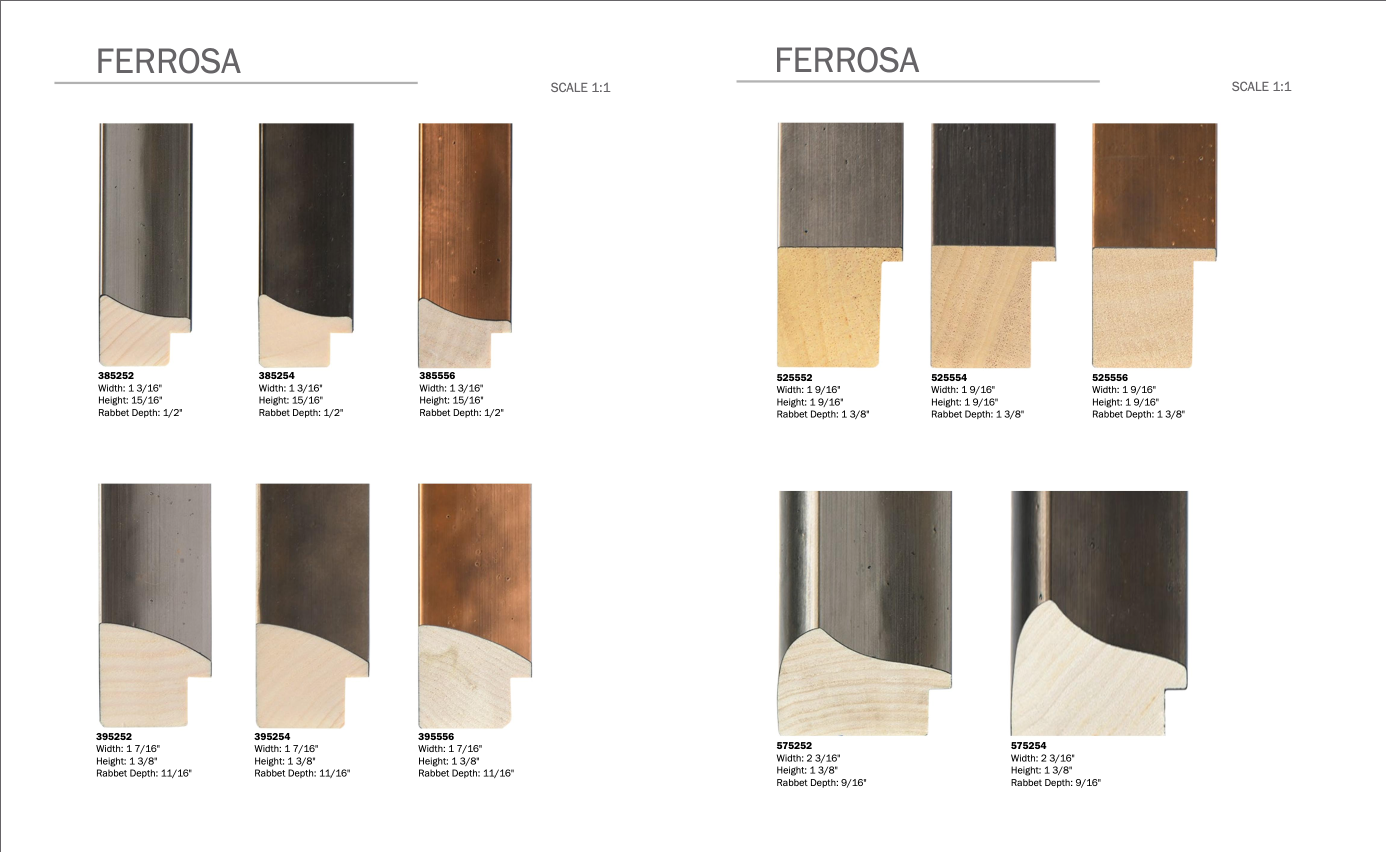 FERROSA
SCALE 1:1
385252
Width: 1 3/16"
Height: 15/16"
Rabbet Depth: 1/2"
385254
Width: 1 3/16"
Height: 15/16"
Rabbet Depth: 1/2"
385556
Width: 1 3/16"
Height: 15/16"
Rabbet Depth: 1/2"
395252
Width: 1 7/16"
Height: 1 3/8"
Rabbet Depth: 11/16"
395254
Width: 1 7/16"
Height: 1 3/8"
Rabbet Depth: 11/16"
395556
Width: 1 7/16"
Height: 1 3/8"
Rabbet Depth: 11/16"
FERROSA
SCALE 1:1
525552
Width: 1 9/16"
Height: 1 9/16"
Rabbet Depth: 1 3/8"
525554
Width: 1 9/16"
Height: 1 9/16"
Rabbet Depth: 1 3/8"
525556
Width: 1 9/16"
Height: 1 9/16"
Rabbet Depth: 1 3/8"
575252
Width: 2 3/16"
Height: 1 3/8"
Rabbet Depth: 9/16"
575254
Width: 2 3/16"
Height: 1 3/8"
Rabbet Depth: 9/16"